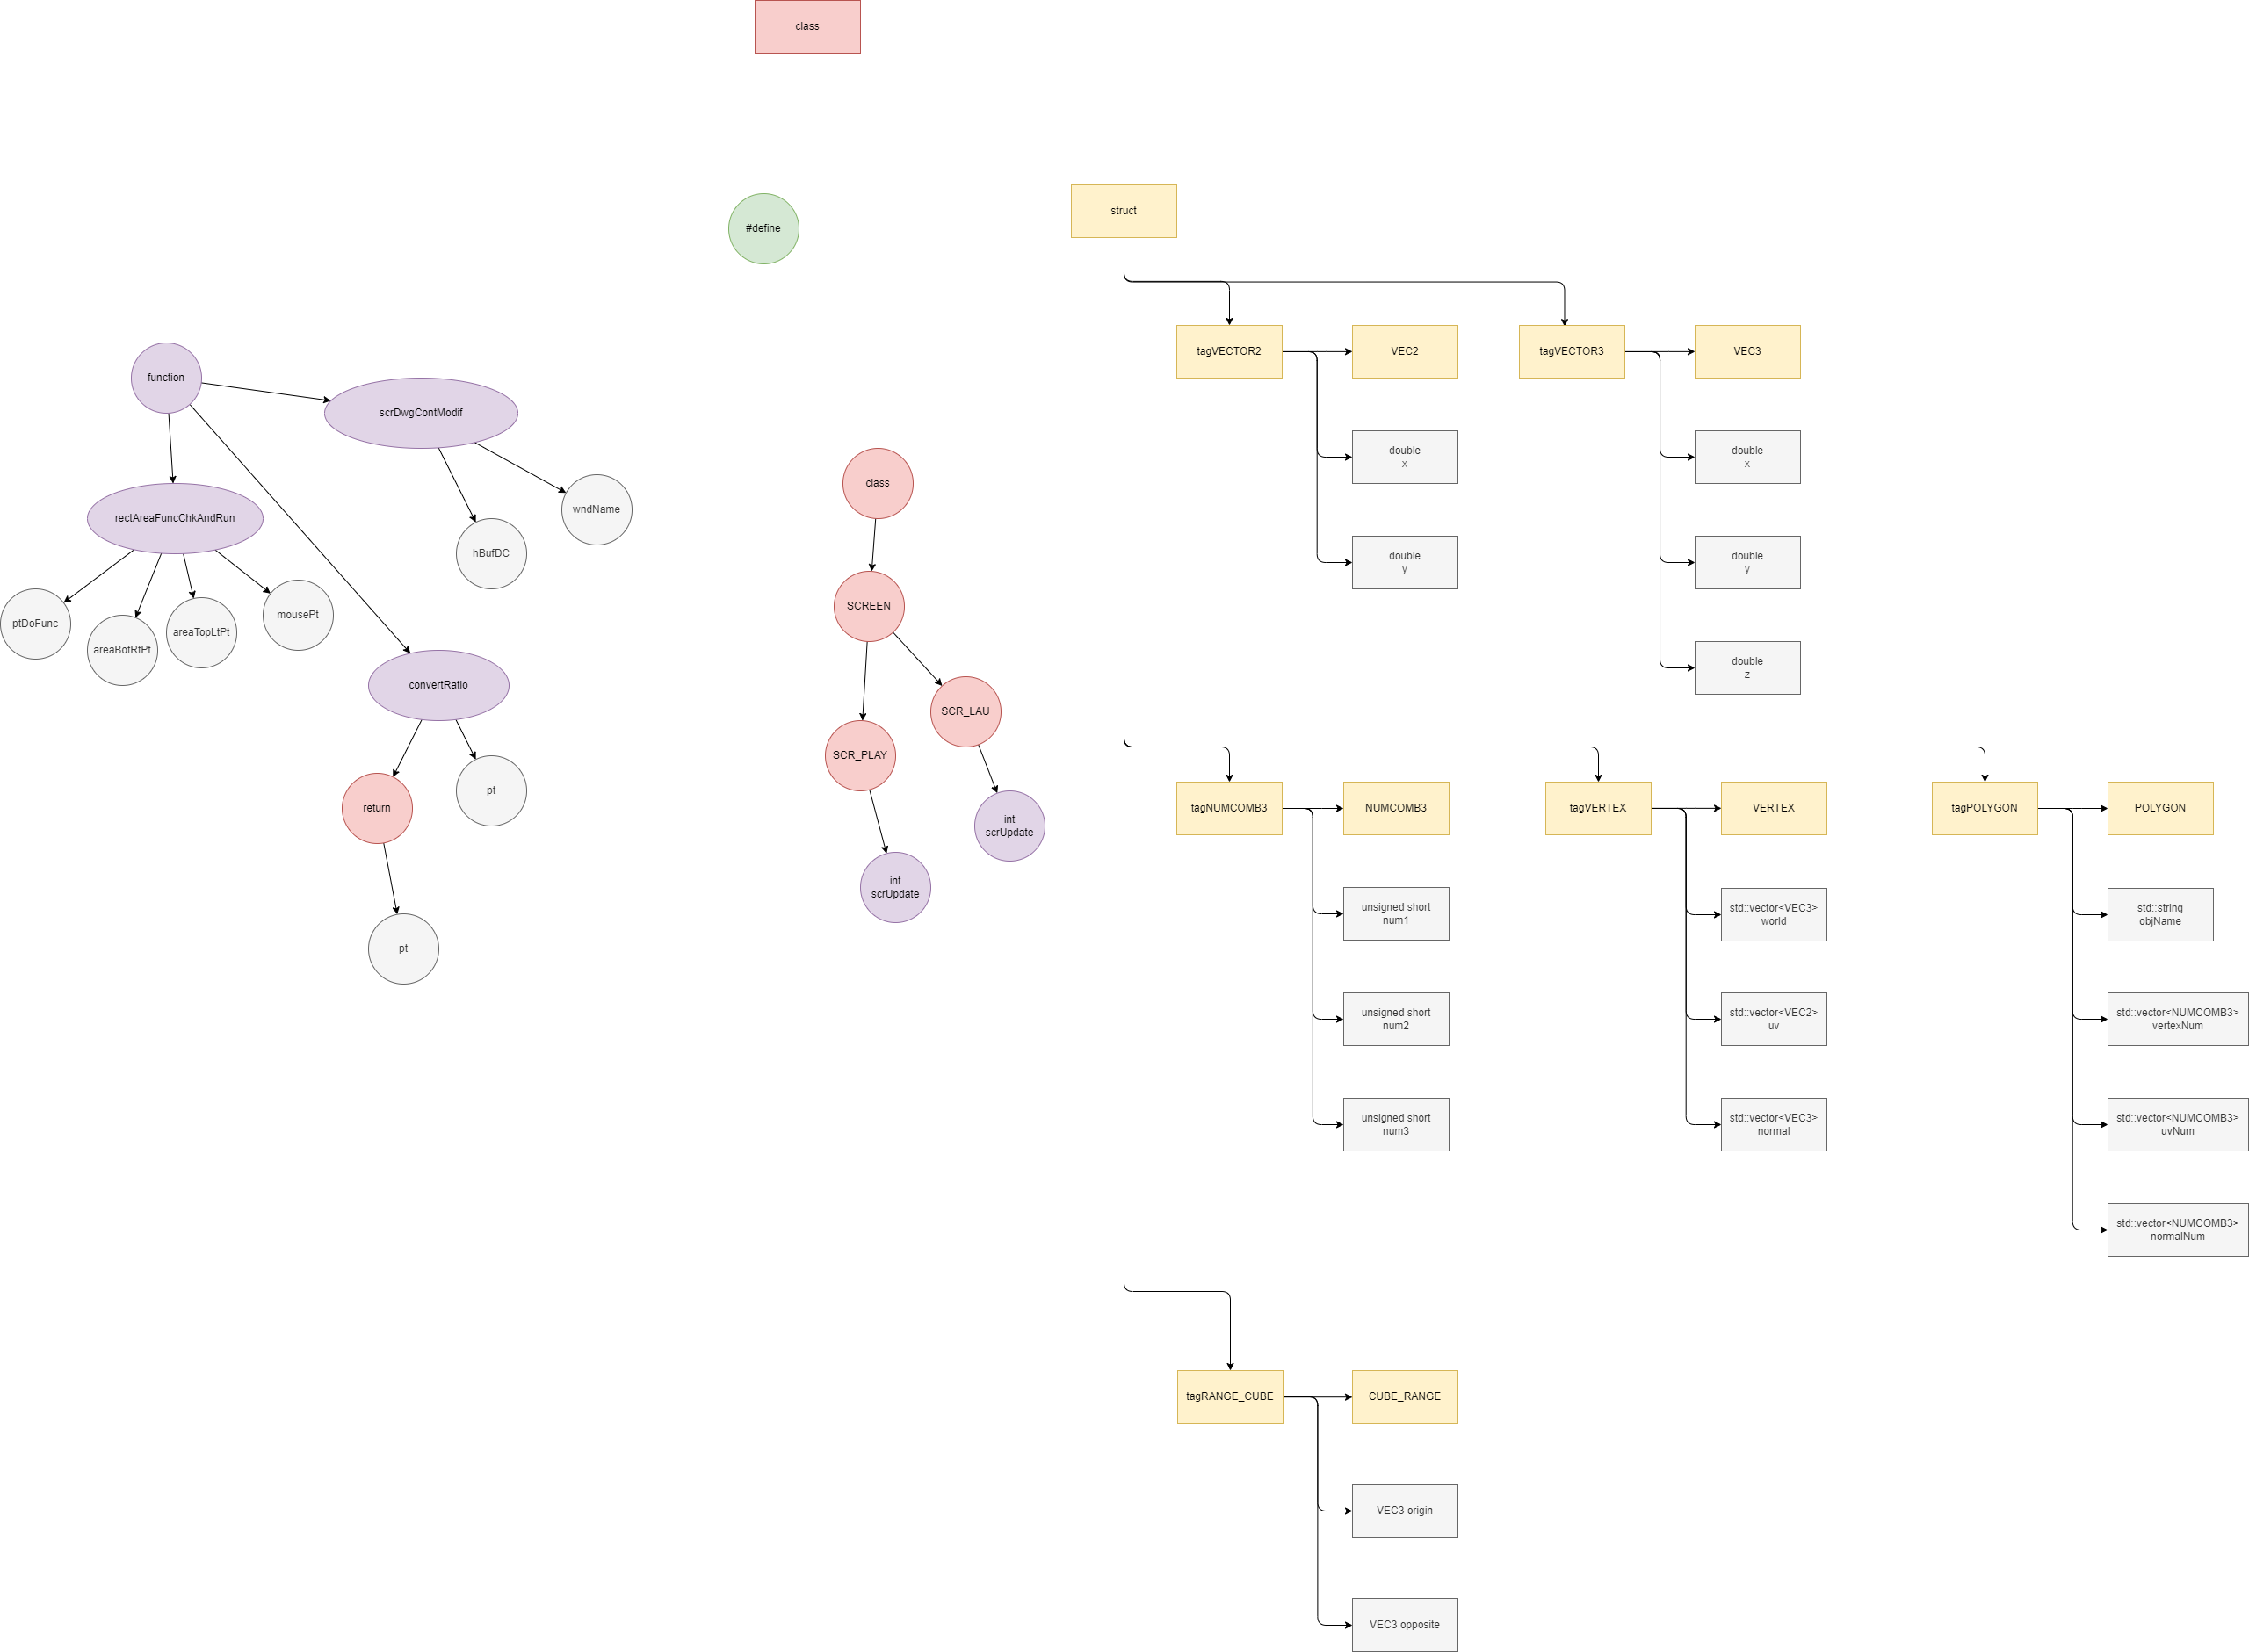 class
#define
struct
function
scrDwgContModif
rectAreaFuncChkAndRun
wndName
hBufDC
ptDoFunc
areaBotRtPt
areaTopLtPt
mousePt
convertRatio
return
pt
pt
class
SCREEN
SCR_LAU
SCR_PLAY
int
scrUpdate
int
scrUpdate
tagVECTOR2
VEC2
double
x
double
y
tagVECTOR3
VEC3
double
x
double
y
double
z
tagNUMCOMB3
NUMCOMB3
unsigned short
num1
unsigned short
num2
unsigned short
num3
tagVERTEX
VERTEX
std::vector<VEC3>
world
std::vector<VEC2>
uv
std::vector<VEC3>
normal
tagPOLYGON
POLYGON
std::string
objName
std::vector<NUMCOMB3>
vertexNum
std::vector<NUMCOMB3>
uvNum
std::vector<NUMCOMB3>
normalNum
tagRANGE_CUBE
CUBE_RANGE
VEC3 origin
VEC3 opposite